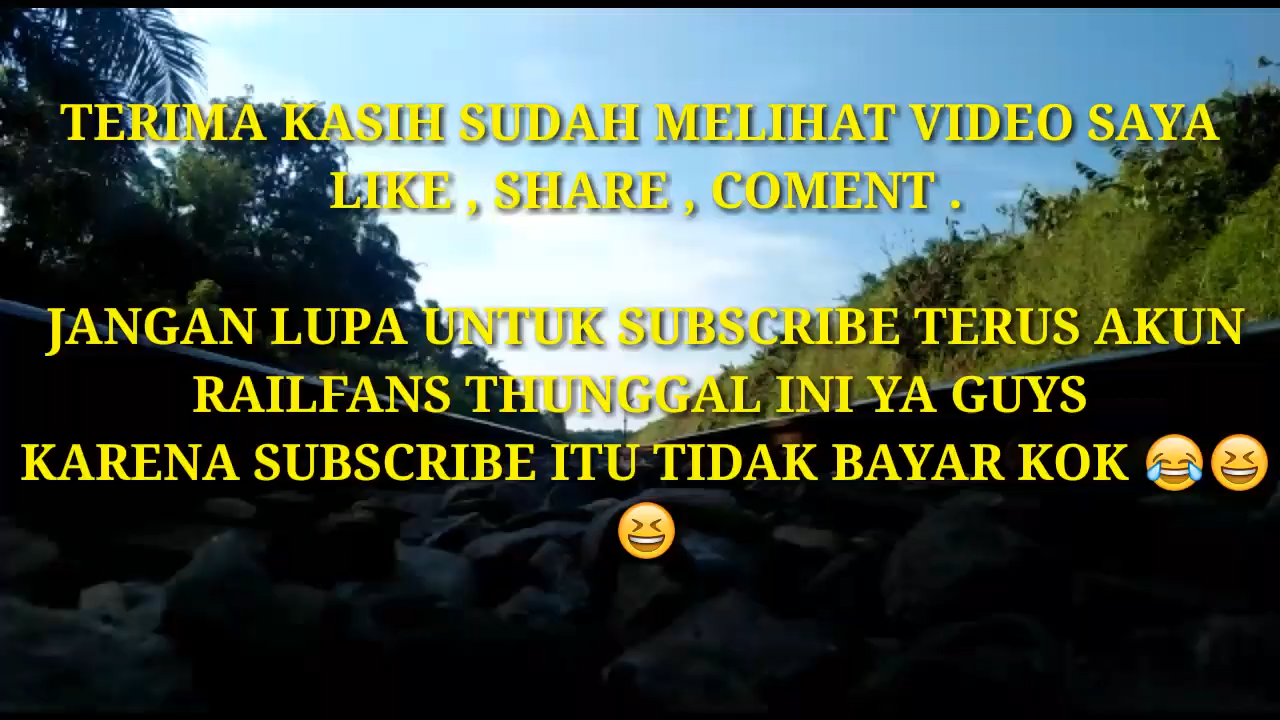 TERIMA KASIH SUDAH MELIHAT VIDEO SAYA
LIKE , SHARE , COMENT .
JANGAN LUPA UNTUK SUBSCRIBE TERUS AKUN
RAILFANS THUNGGAL INI YA GUYS
KARENA SUBSCRIBE ITU TIDAK BAYAR KOK 😂😆
😆